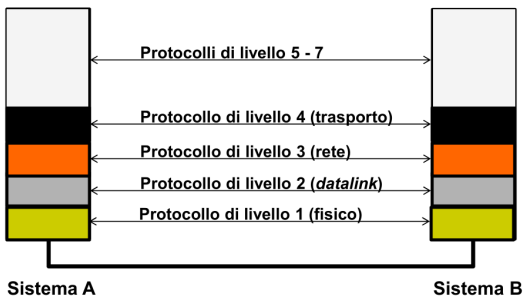 Protocolli di livello 5 - 7
Protocollo di livello 4 (trasporto)
Protocollo di livello 3 (rete)
Protocollo di livello 2 (datalink)
Protocollo di livello 1 (fisico)
Sistema A
Sistema B